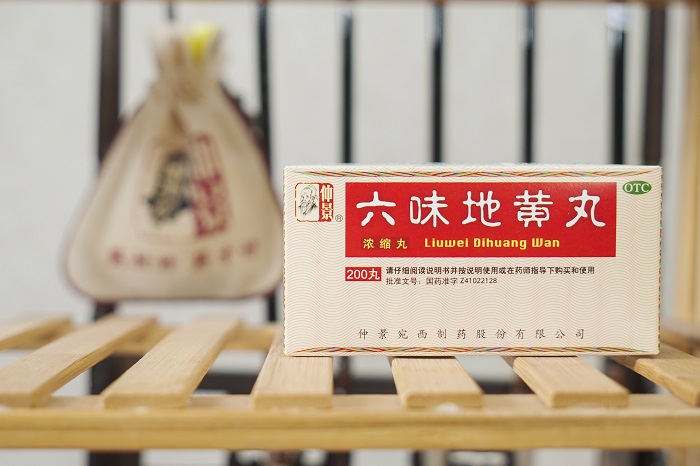 仲景®
六味地黄丸
OTC
浓缩丸 Liuwei Dihuang Wan
200丸
请仔细阅读说明书并按说明使用或在药师指导下购买和使用
批准文号：国药准字Z41022128
仲景宛西制药股份有限公司
仲景